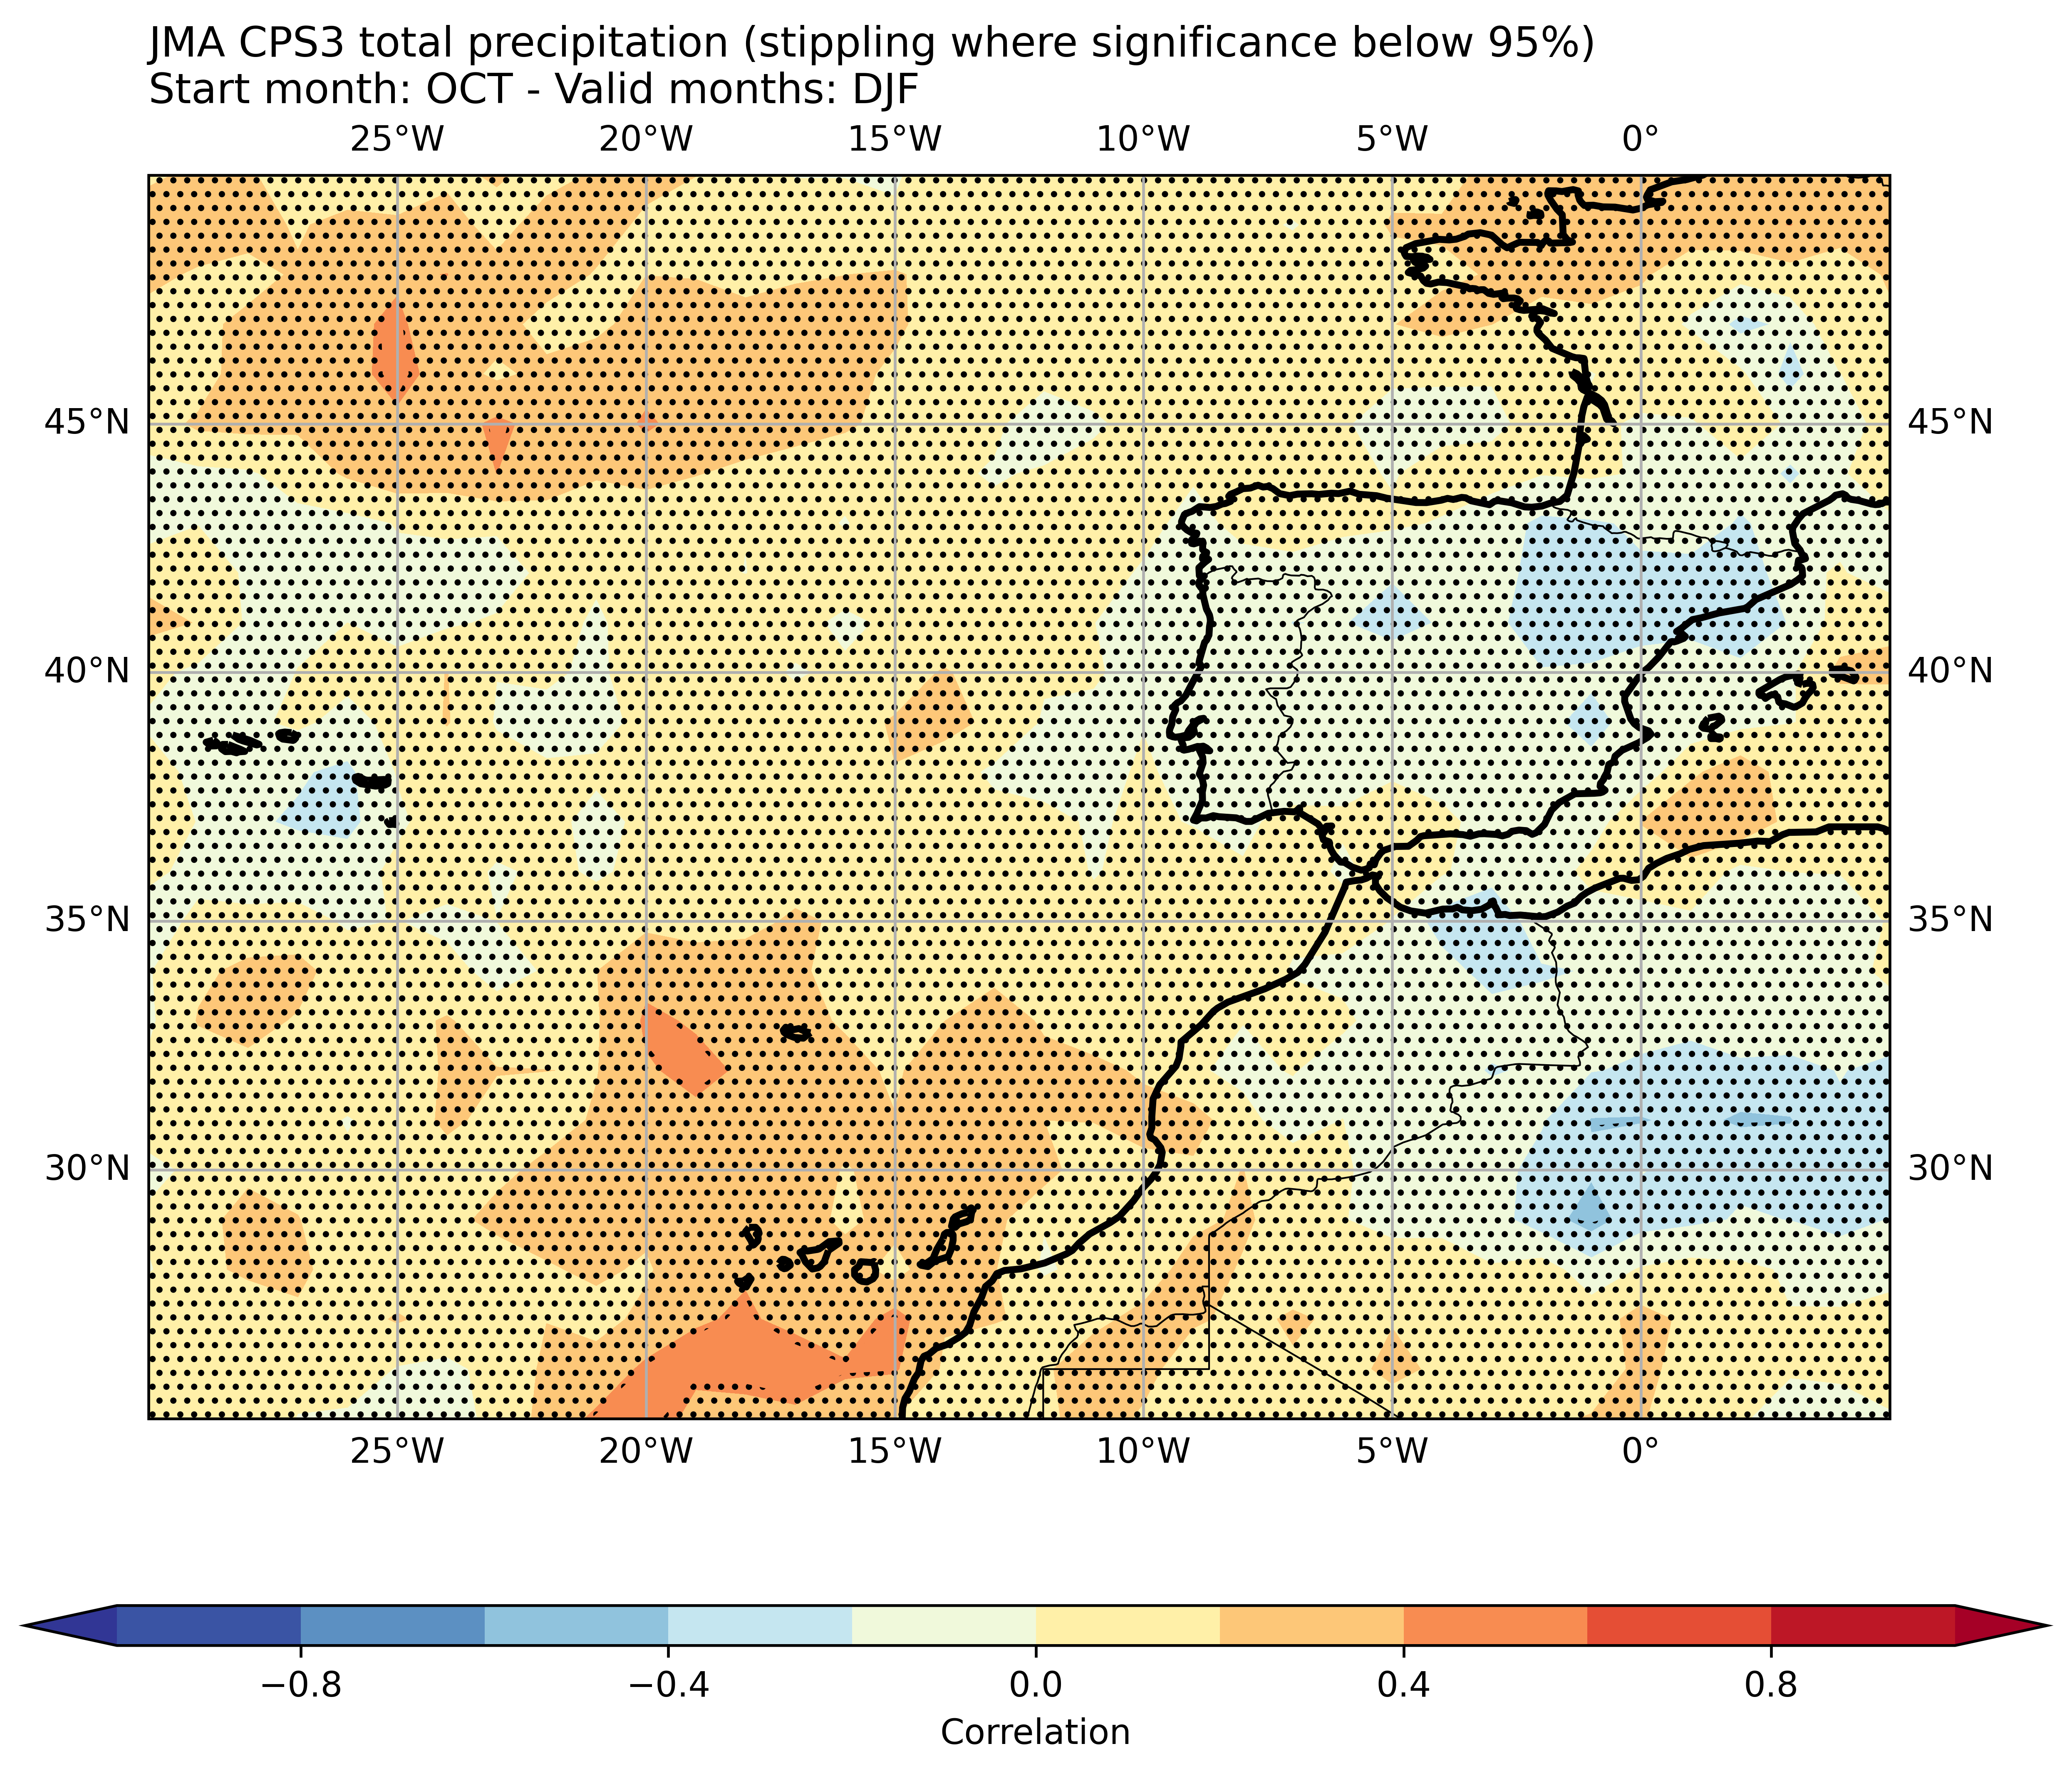 JMA CPS3 total precipitation (stippling where significance below 95%)
Start month: OCT - Valid months: DJF
25°W 20°W 15°W 10°W 5°W 0°
45°N 45°N
40°N 40°N
35°N 35°N
30°N 30°N
25°W 20°W 15°W 10°W 5°W 0°
−0.8 −0.4 0.0 0.4 0.8
Correlation